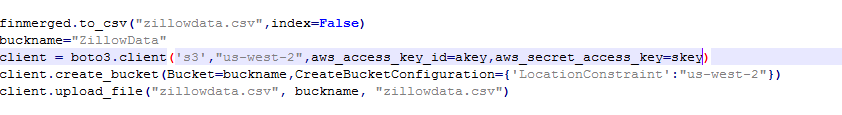 finmerged.to_csv("zillowdata.csv",index=False)
buckname="ZillowData"
client = boto3.client('s3',"us-west-2",aws_access_key_id=akey,aws_secret_access_key=skey)
client.create_bucket(Bucket=buckname,CreateBucketConfiguration={'LocationConstraint':"us-west-2"})
client.upload_file("zillowdata.csv", buckname, "zillowdata.csv")